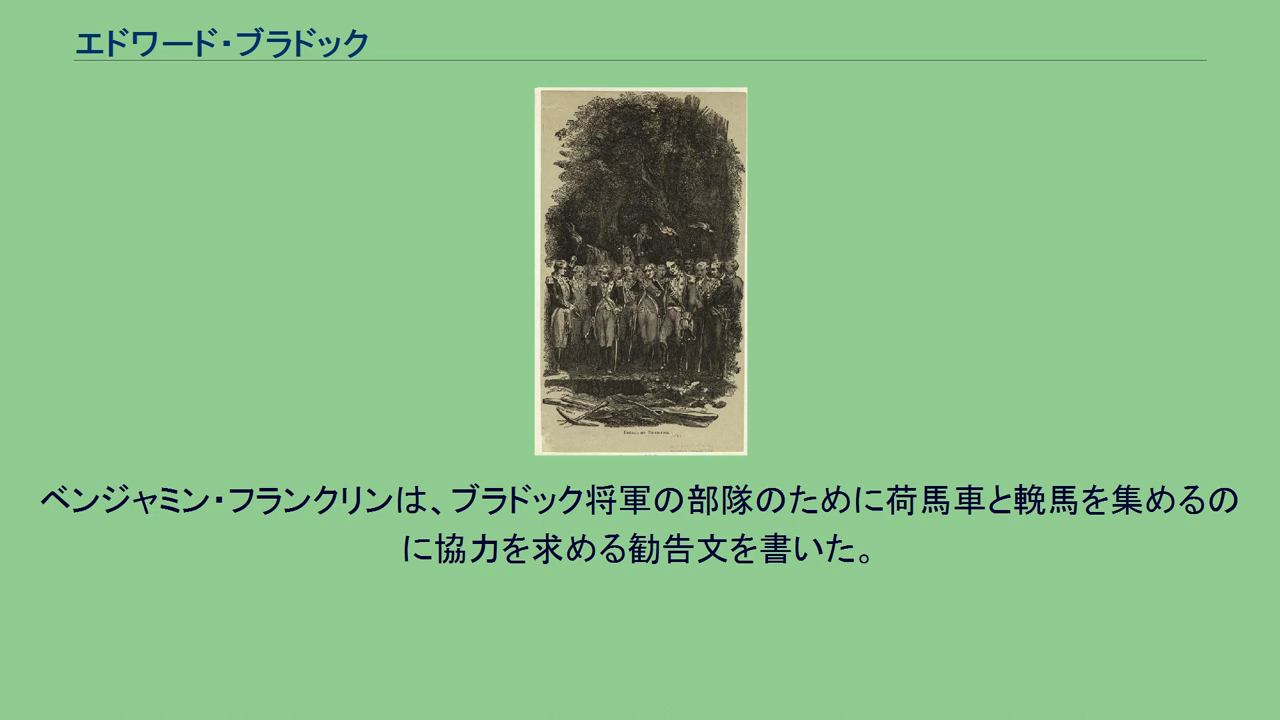 エドワード・ブラドック
ベンジャミン・フランクリンは、ブラドック将軍の部隊のために荷馬車と輓馬を集めるの
に協力を求める勧告文を書いた。